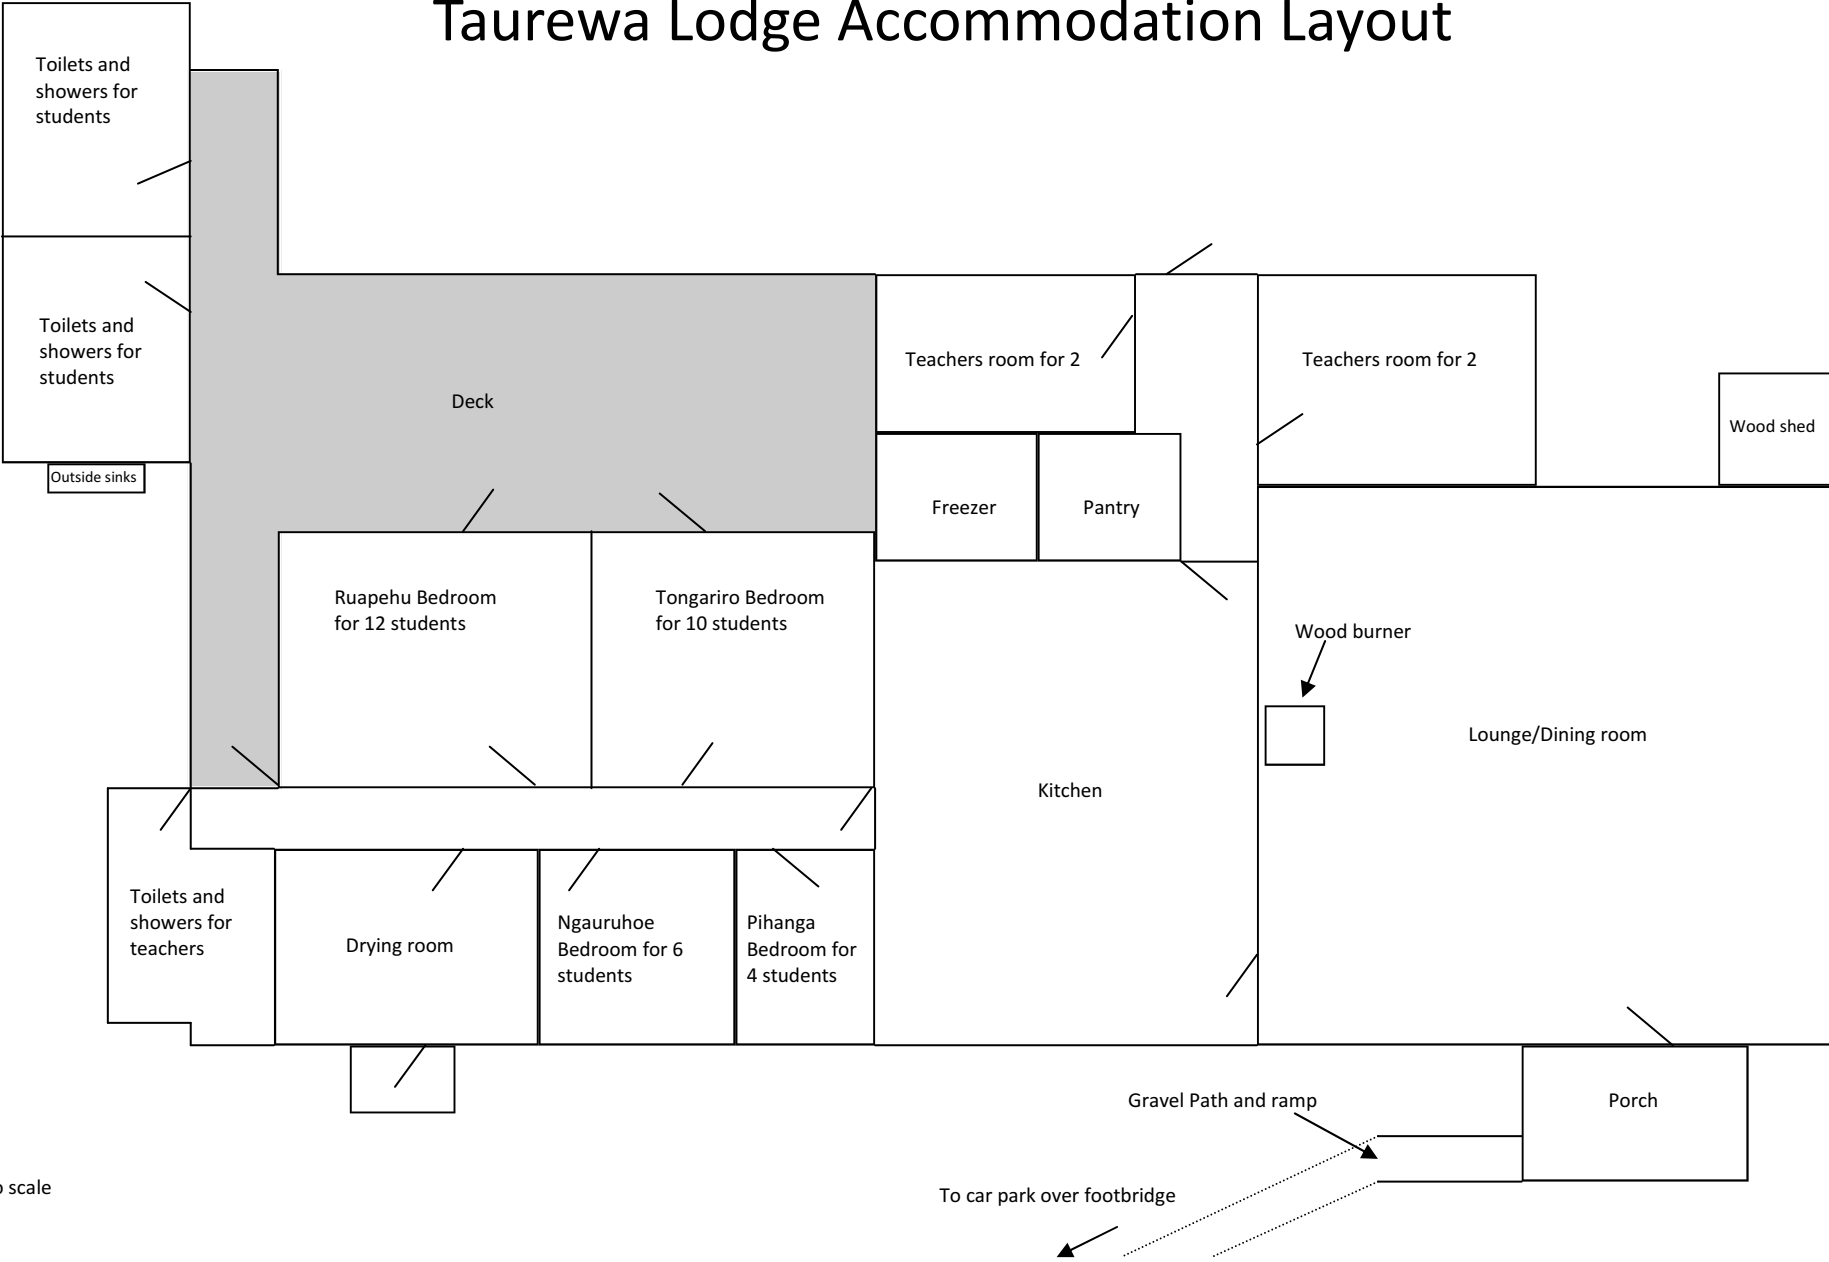 Taurewa Lodge Accommodation Layout
Toilets and
showers for
students
Toilets and
showers for
students
Outside sinks
Deck
Teachers room for 2
Teachers room for 2
Wood shed
Freezer
Pantry
Ruapehu Bedroom
for 12 students
Tongariro Bedroom
for 10 students
Wood burner
Lounge/Dining room
Kitchen
Toilets and
showers for
teachers
Drying room
Ngauruhoe
Bedroom for 6
students
Pihanga
Bedroom for
4 students
Gravel Path and ramp
Porch
scale
To car park over footbridge